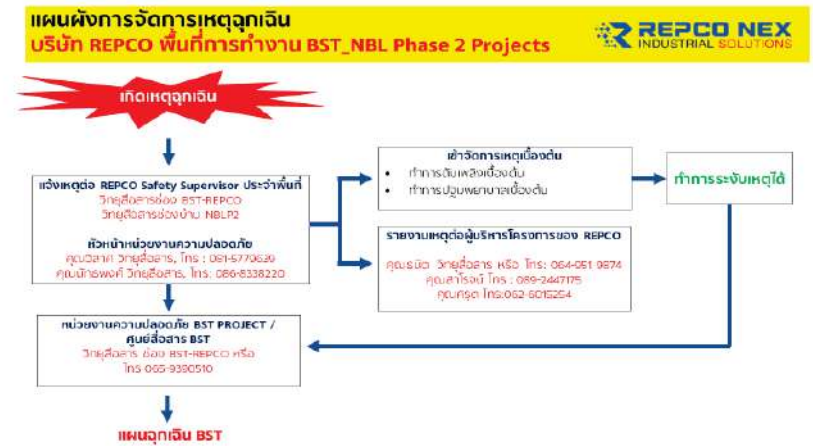 แผนผังการจัดการเหตุฉุกเฉิน
บริษัท REPCO พื้นที่การทำงาน BST_NBL Phase 2 Projects
REPCO NEX
INDUSTRIAL SOLUTIONS
เกิดเหตุฉุกเฉิน
แจ้งเหตุต่อ REPCO Safety Supervisor ประจำพื้นที่
วิทยุสื่อสารช่อง BST-REPCO
วิทยุสื่อสารช่องบ้าน NBLP2
หัวหน้าหน่วยงานความปลอดภัย
วิทยุสื่อสาร, โทร : 081-5779639
คุณนัทธพงศ์ วิทยุสื่อสาร, โทร: 086-8338220
เข้าจัดการเหตุเบื้องต้น
• ทำการดับเพลิงเบื้องต้น
• ทำการปฐมพยาบาลเบื้องต้น
ทำการระงับเหตุได้
รายงานเหตุต่อผู้บริหารโครงการของ REPCO
วิทยุสื่อสาร หรือ โทร: 064-951 9874
คุณสาโรจน์ โทร : 089-2447175
โทร:062-6015254
หน่วยงานความปลอดภัย BST PROJECT /
ศูนย์สื่อสาร BST
วิทยุสื่อสาร ช่อง BST-REPCO หรือ
โทร 065-9390510
แผนฉุกเฉิน BST